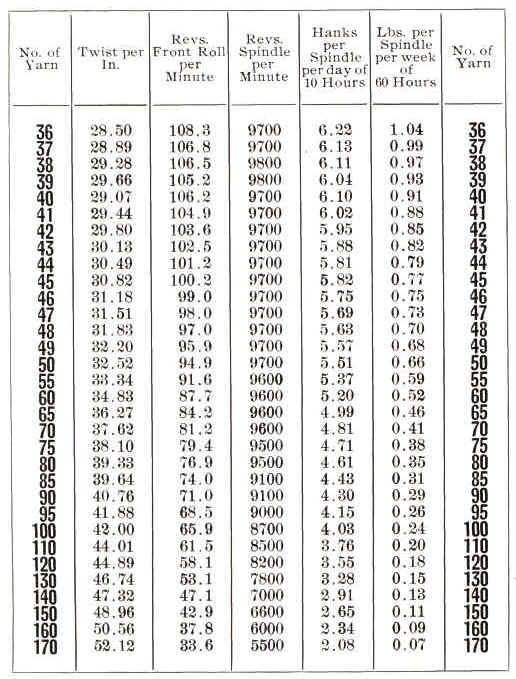 No. of Yarn | Twist per In. | Revs. Front Roll per Minute | Revs. Spindle per Minute | Hanks per Spindle per day of 10 Hours | Lbs. per Spindle per week of 60 Hours | No. of Yarn
36 28.50 108.3 9700 6.22 1.04 36
37 28.89 106.8 9700 6.13 0.99 37
38 29.28 106.5 9800 6.11 0.97 38
39 29.66 105.2 9800 6.04 0.93 39
40 29.07 106.2 9700 6.10 0.91 40
41 29.44 104.9 9700 6.02 0.88 41
42 29.80 103.6 9700 5.95 0.85 42
43 30.13 102.5 9700 5.88 0.82 43
44 30.49 101.2 9700 5.81 0.79 44
45 30.82 100.2 9700 5.82 0.77 45
46 31.18 99.0 9700 5.75 0.75 46
47 31.51 98.0 9700 5.69 0.73 47
48 31.83 97.0 9700 5.63 0.70 48
49 32.20 95.9 9700 5.57 0.68 49
50 32.52 94.9 9700 5.51 0.66 50
55 33.34 91.6 9600 5.37 0.59 55
60 34.83 87.7 9600 5.20 0.52 60
65 36.27 84.2 9600 4.99 0.46 65
70 37.62 81.2 9600 4.81 0.41 70
75 38.10 79.4 9500 4.71 0.38 75
80 39.33 76.9 9500 4.61 0.35 80
85 39.64 74.0 9100 4.43 0.31 85
90 40.76 71.0 9100 4.30 0.29 90
95 41.88 68.5 9000 4.15 0.26 95
100 42.00 65.9 8700 4.03 0.24 100
110 44.01 61.5 8500 3.76 0.20 110
120 44.89 58.1 8200 3.55 0.18 120
130 46.74 53.1 7800 3.28 0.15 130
140 47.32 47.1 7000 2.91 0.13 140
150 48,96 42.9 6600 2.65 0.11 150
160 50.56 37.8 6000 2.34 0.09 160
170 52.12 33.6 5500 2.08 0.07 170